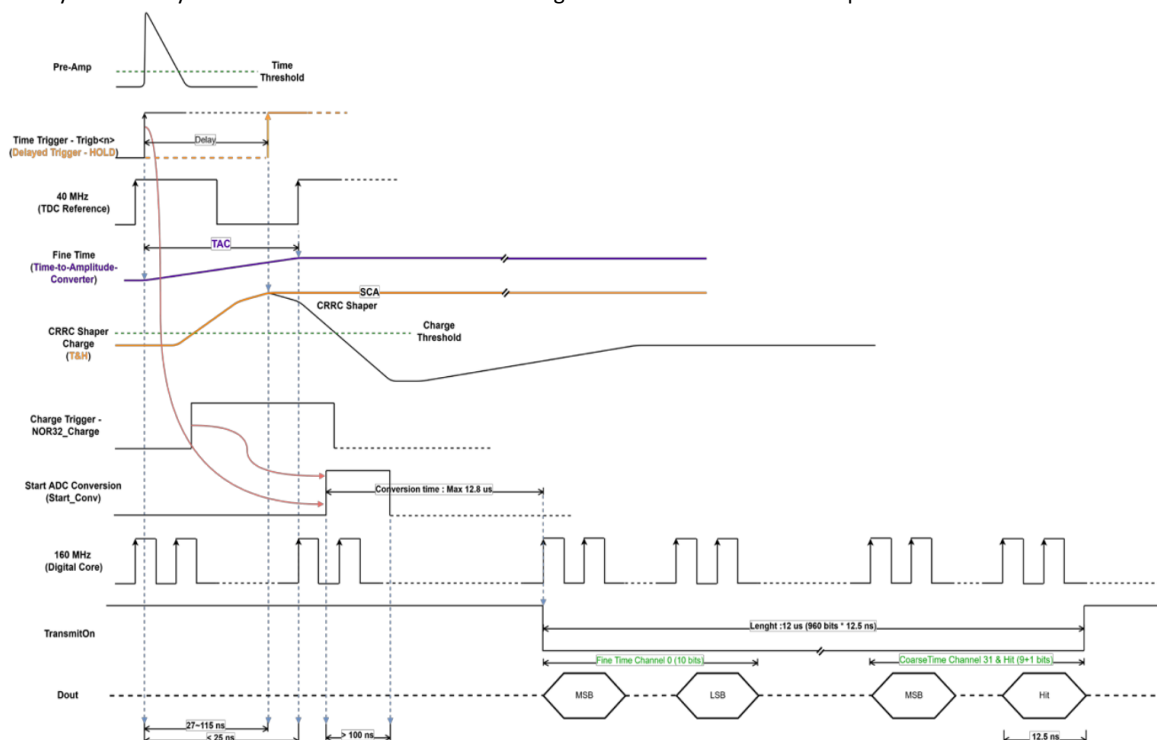 Pre-Amp
Time
Threshold
Time Trigger - Trigb<n>
(Delayed Trigger - HOLD)
Delay
40 MHz
(TDC Reference)
TAC
Fine Time
(Time-to-Amplitude-
Converter)
SCA
CRRC Shaper
CRRC Shaper
Charge
(T&H)
Charge
Threshold
Charge Trigger -
NOR32_Charge
Start ADC Conversion
(Start_Conv)
Conversion time : Max 12.8 us
160 MHz
(Digital Core)
TransmitOn
Lenght :12 us (960 bits * 12.5 ns)
Fine Time Channel 0 (10 bits)
CoarseTime Channel 31 & Hit (9+1 bits)
Dout
MSB
LSB
MSB
Hit
27~115 ns
< 25 ns
> 100 ns
12.5 ns